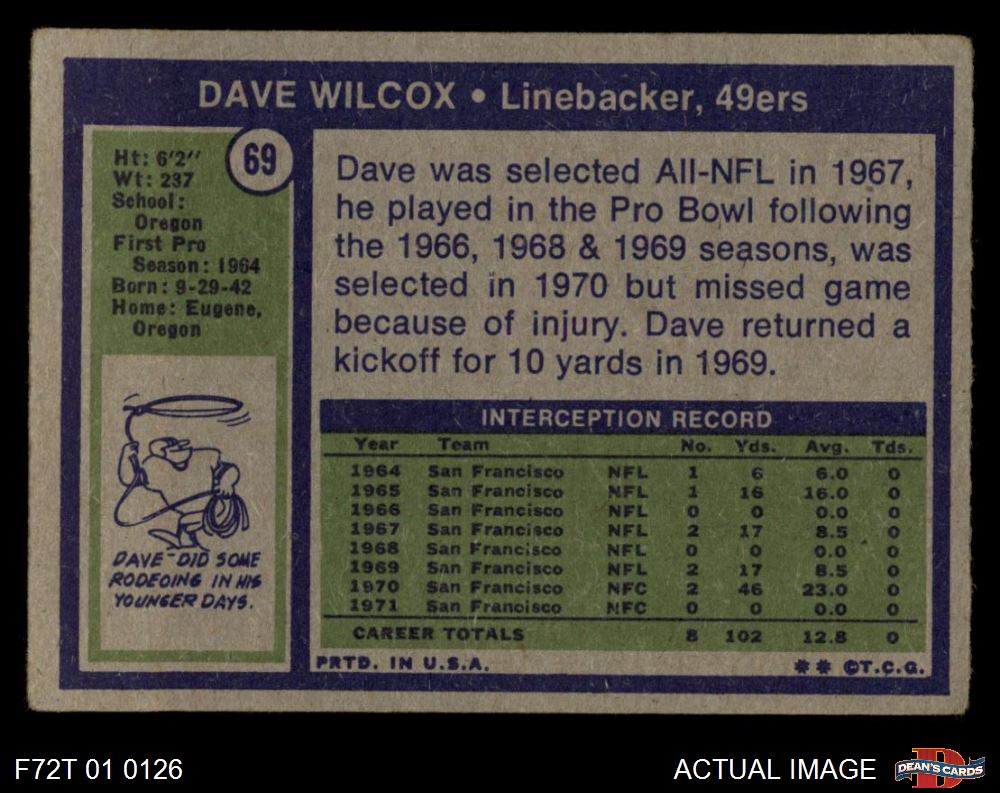 DAVE WILCOX • Linebacker, 49ers
69
Ht: 6'2"
Wt: 237
School:
Oregon
First Pro
Season: 1964
Born: 9-29-42
Home: Eugene,
Oregon
DAVE DID SOME
RODEOING IN HIS
YOUNGER DAYS.
Dave was selected All-NFL in 1967,
he played in the Pro Bowl following
the 1966, 1968 & 1969 seasons, was
selected in 1970 but missed game
because of injury. Dave returned a
kickoff for 10 yards in 1969.
INTERCEPTION RECORD
Year Team No. Yds. Avg. Tds.
1964 San Francisco NFL 1 6 6.0 0
1965 San Francisco NFL 1 16 16.0 0
1966 San Francisco NFL 0 0 0.0 0
1967 San Francisco NFL 2 17 8.5 0
1968 San Francisco NFL 0 0 0.0 0
1969 San Francisco NFL 2 17 8.5 0
1970 San Francisco NFC 2 46 23.0 0
1971 San Francisco NFC 0 0 0.0 0
CAREER TOTALS 8 102 12.8 0
PRTD. IN U.S.A. ** ©T.C.G.
F72T 01 0126 ACTUAL IMAGE DEAN'S CARDS